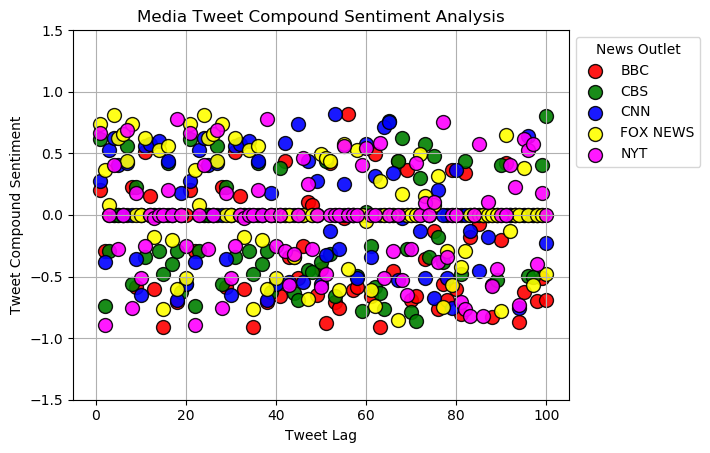 Media Tweet Compound Sentiment Analysis
1.5
1.0
0.5
0.0
−0.5
−1.0
−1.5
Tweet Compound Sentiment
0 20 40 60 80 100
Tweet Lag
News Outlet
BBC
CBS
CNN
FOX NEWS
NYT